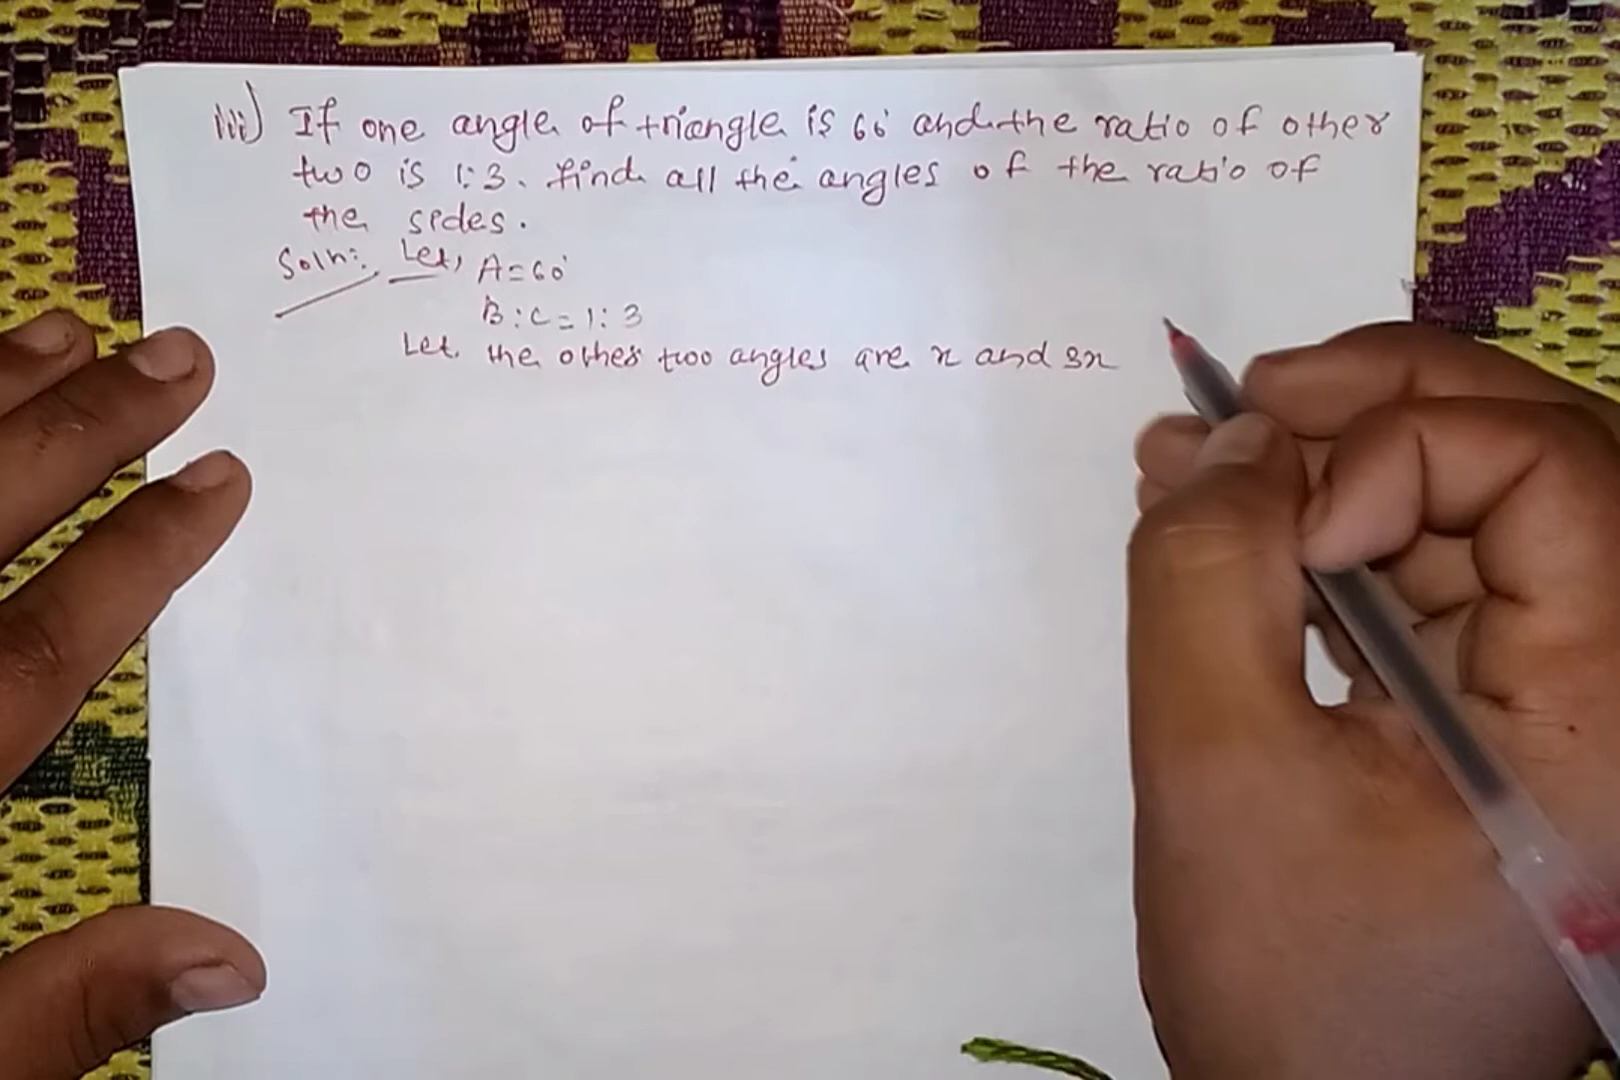 iii) If one angle of triangle is 60° and the ratio of other
two is 1:3. find all the angles of the ratio of
the sides.
Soln: Let, A=60°
B:C=1:3
Let. the other two angles are x and 3x